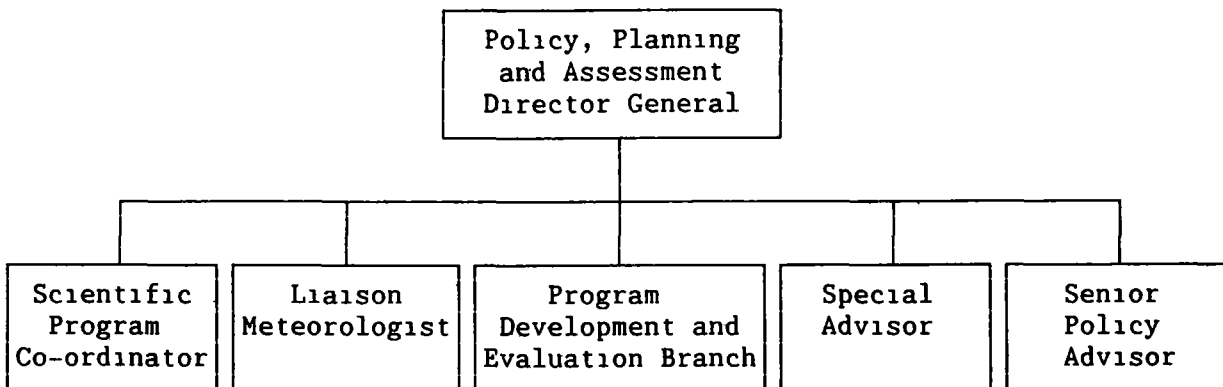 Policy, Planning
and Assessment
Director General
Scientific
Program
Co-ordinator
Liaison
Meteorologist
Program
Development and
Evaluation Branch
Special
Advisor
Senior
Policy
Advisor